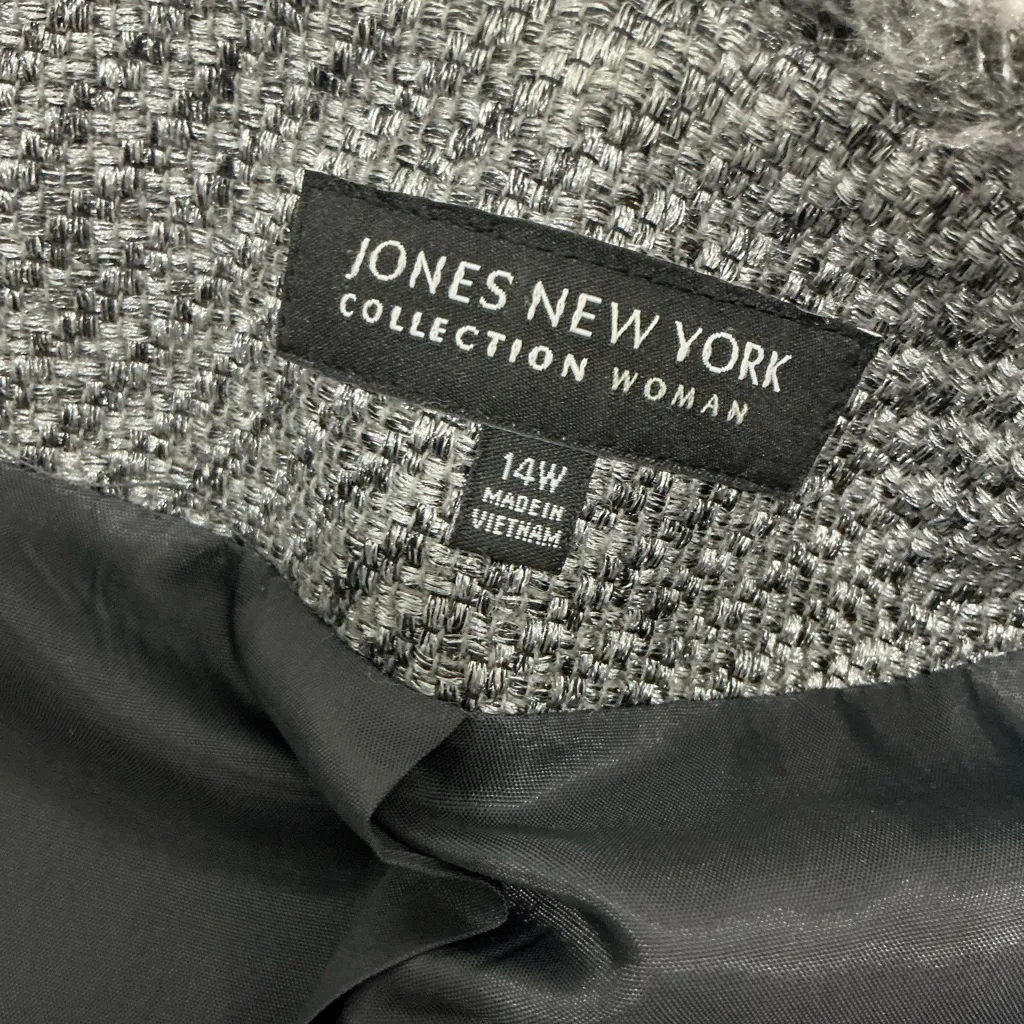 JONES NEW YORK
COLLECTION WOMAN
14W
MADE IN
VIETNAM